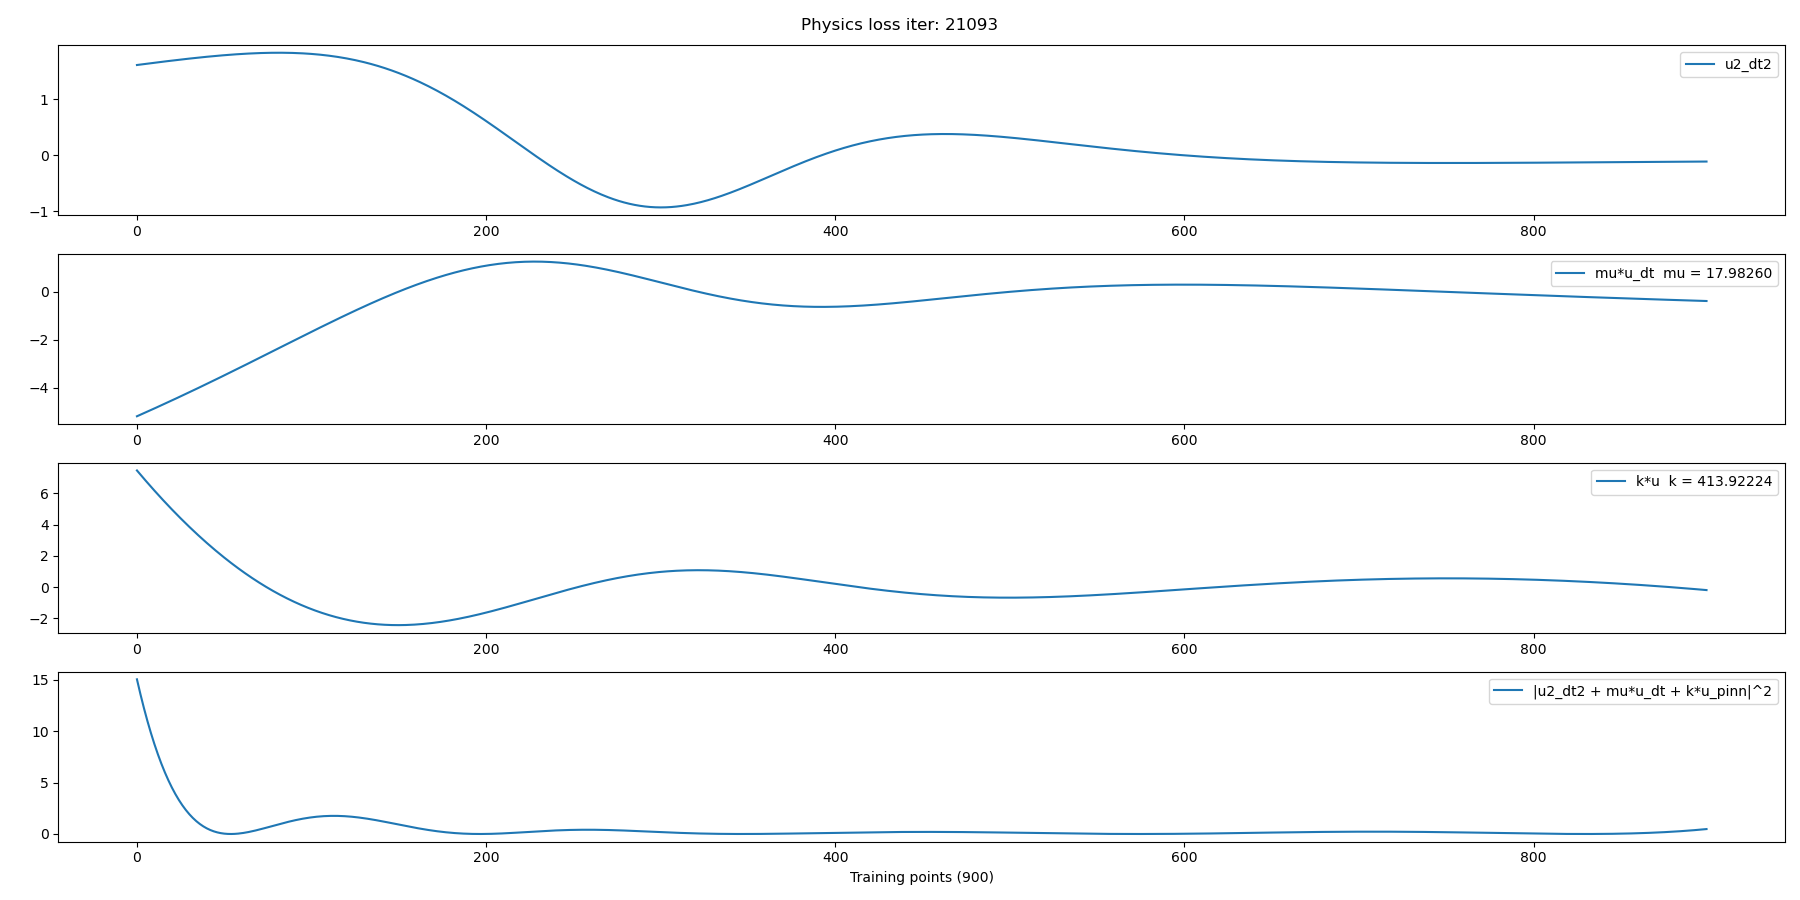 Physics loss iter: 21093
u2_dt2
1
0
−1
0 200 400 600 800
mu*u_dt mu = 17.98260
0
−2
−4
0 200 400 600 800
k*u k = 413.92224
6
4
2
0
−2
0 200 400 600 800
|u2_dt2 + mu*u_dt + k*u_pinn|^2
15
10
5
0
0 200 400 600 800
Training points (900)